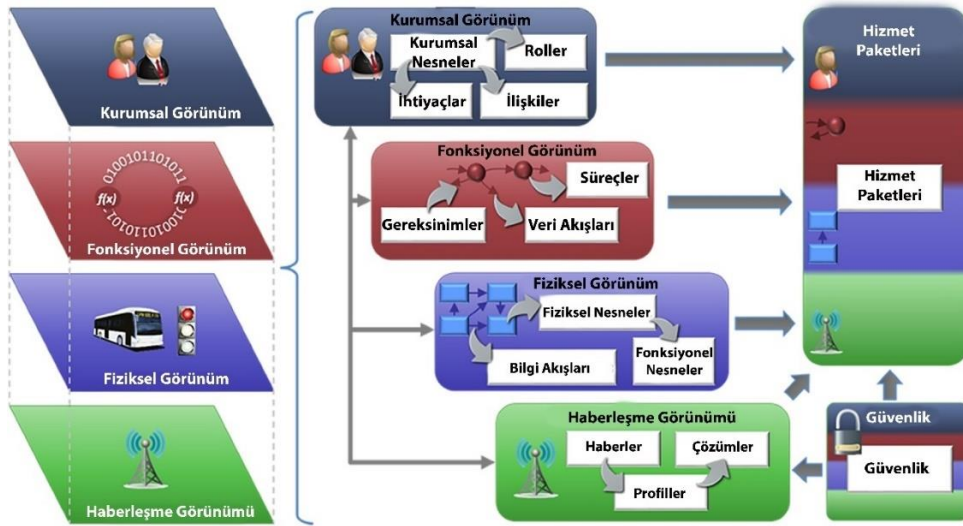 Kurumsal Görünüm
010010110101011
f(x)
f(x)
Fonksiyonel Görünüm
Fiziksel Görünüm
Haberleşme Görünümü
Kurumsal Görünüm
Kurumsal
Nesneler
Roller
İhtiyaçlar
İlişkiler
Fonksiyonel Görünüm
Süreçler
Gereksinimler
Veri Akışları
Fiziksel Görünüm
Fiziksel Nesneler
Bilgi Akışları
Fonksiyonel
Nesneler
Haberleşme Görünümü
Haberler
Çözümler
Profiller
Hizmet
Paketleri
Hizmet
Paketleri
Güvenlik
Güvenlik